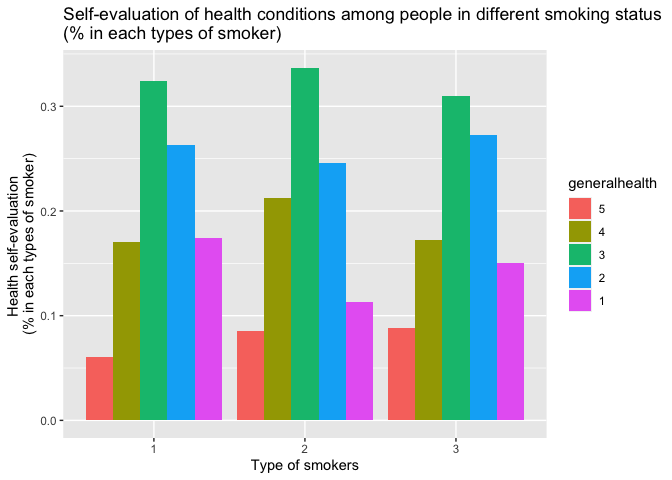 Self-evaluation of health conditions among people in different smoking status
(% in each types of smoker)
Health self-evaluation
(% in each types of smoker)
0.3
0.2
0.1
0.0
1
2
3
Type of smokers
generalhealth
5
4
3
2
1